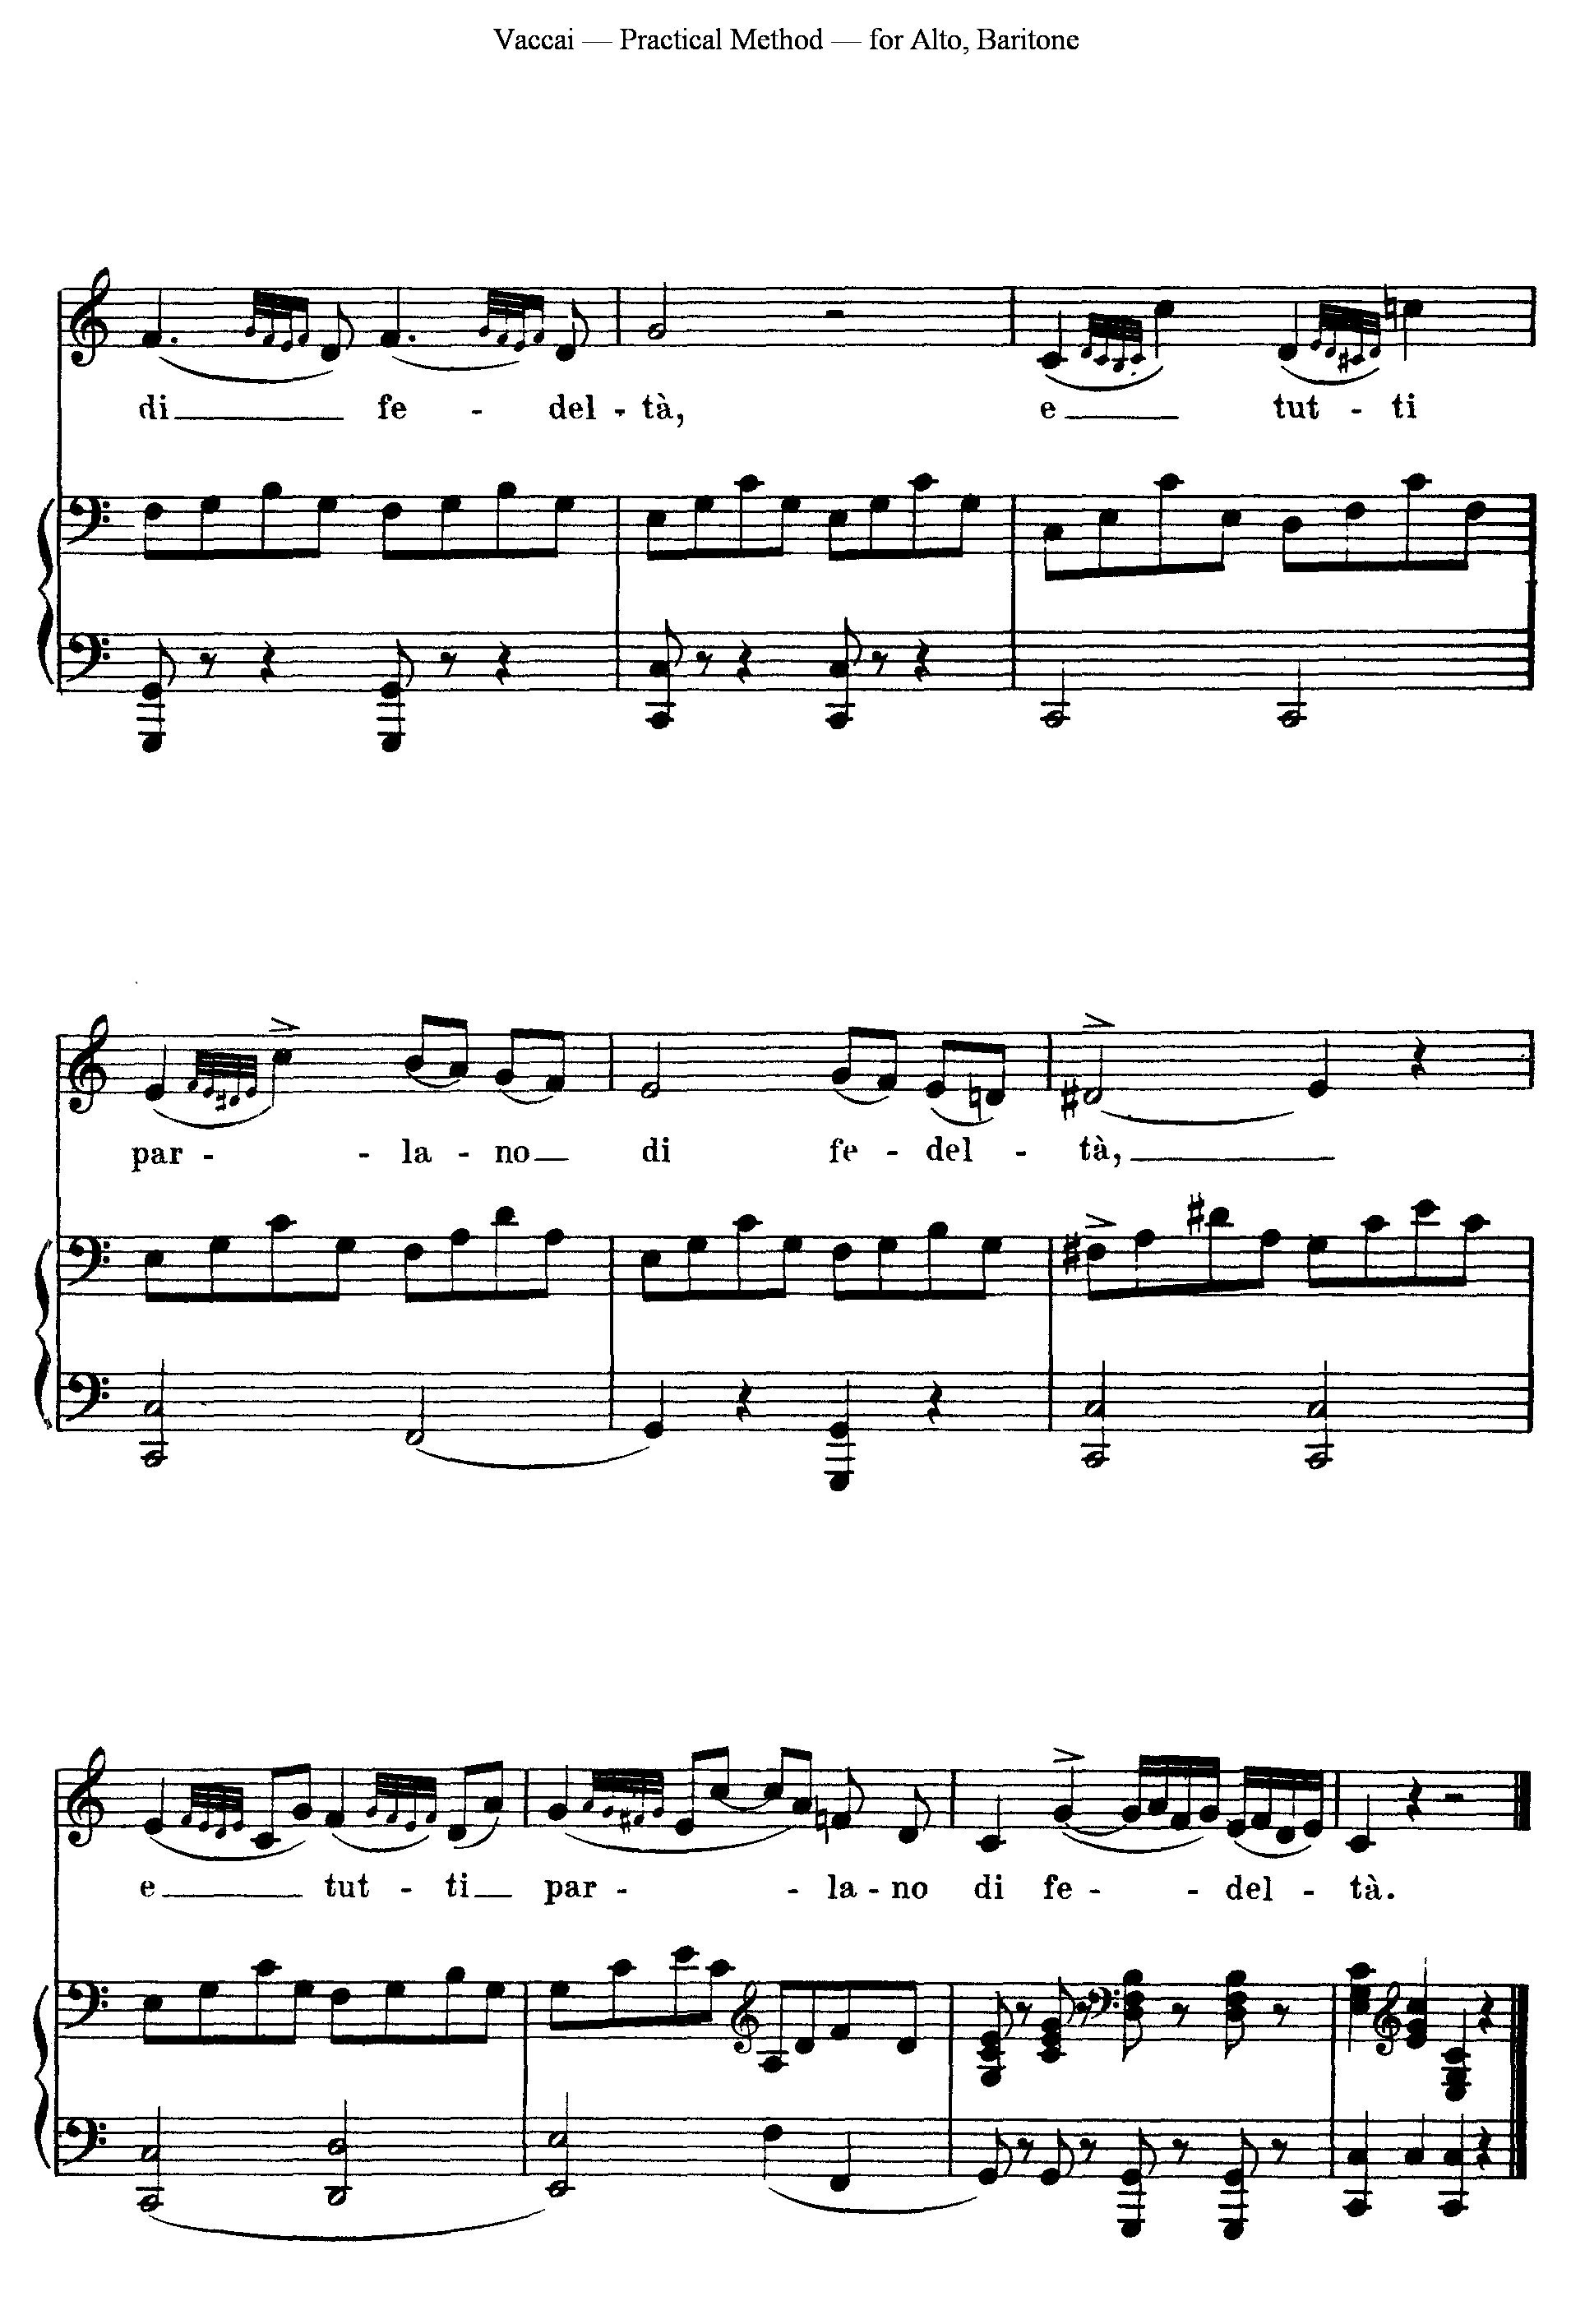 Vaccai — Practical Method — for Alto, Baritone
di fe - del - tà, e tut - ti
par - - la - no di fe - del - tà,
e tut - ti par - - la - no di fe - - del - tà.